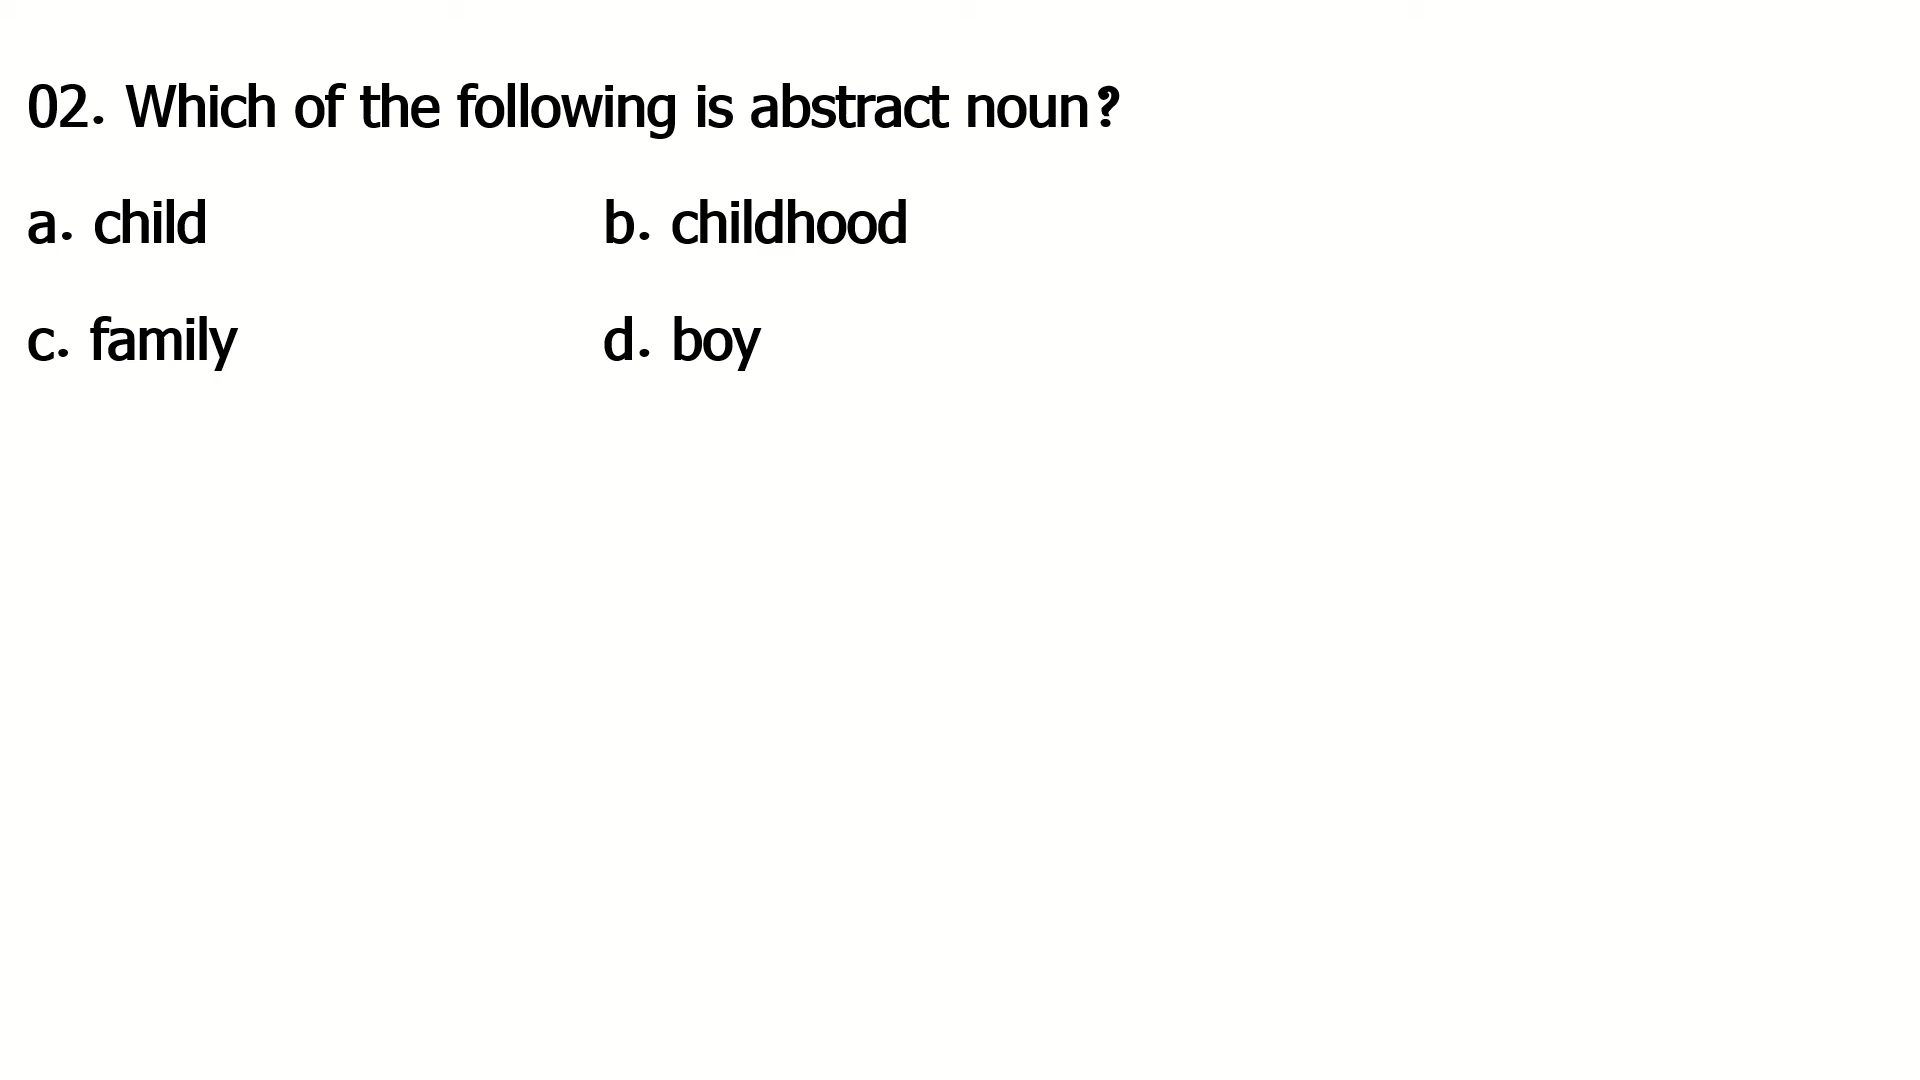 02. Which of the following is abstract noun?
a. child b. childhood
c. family d. boy